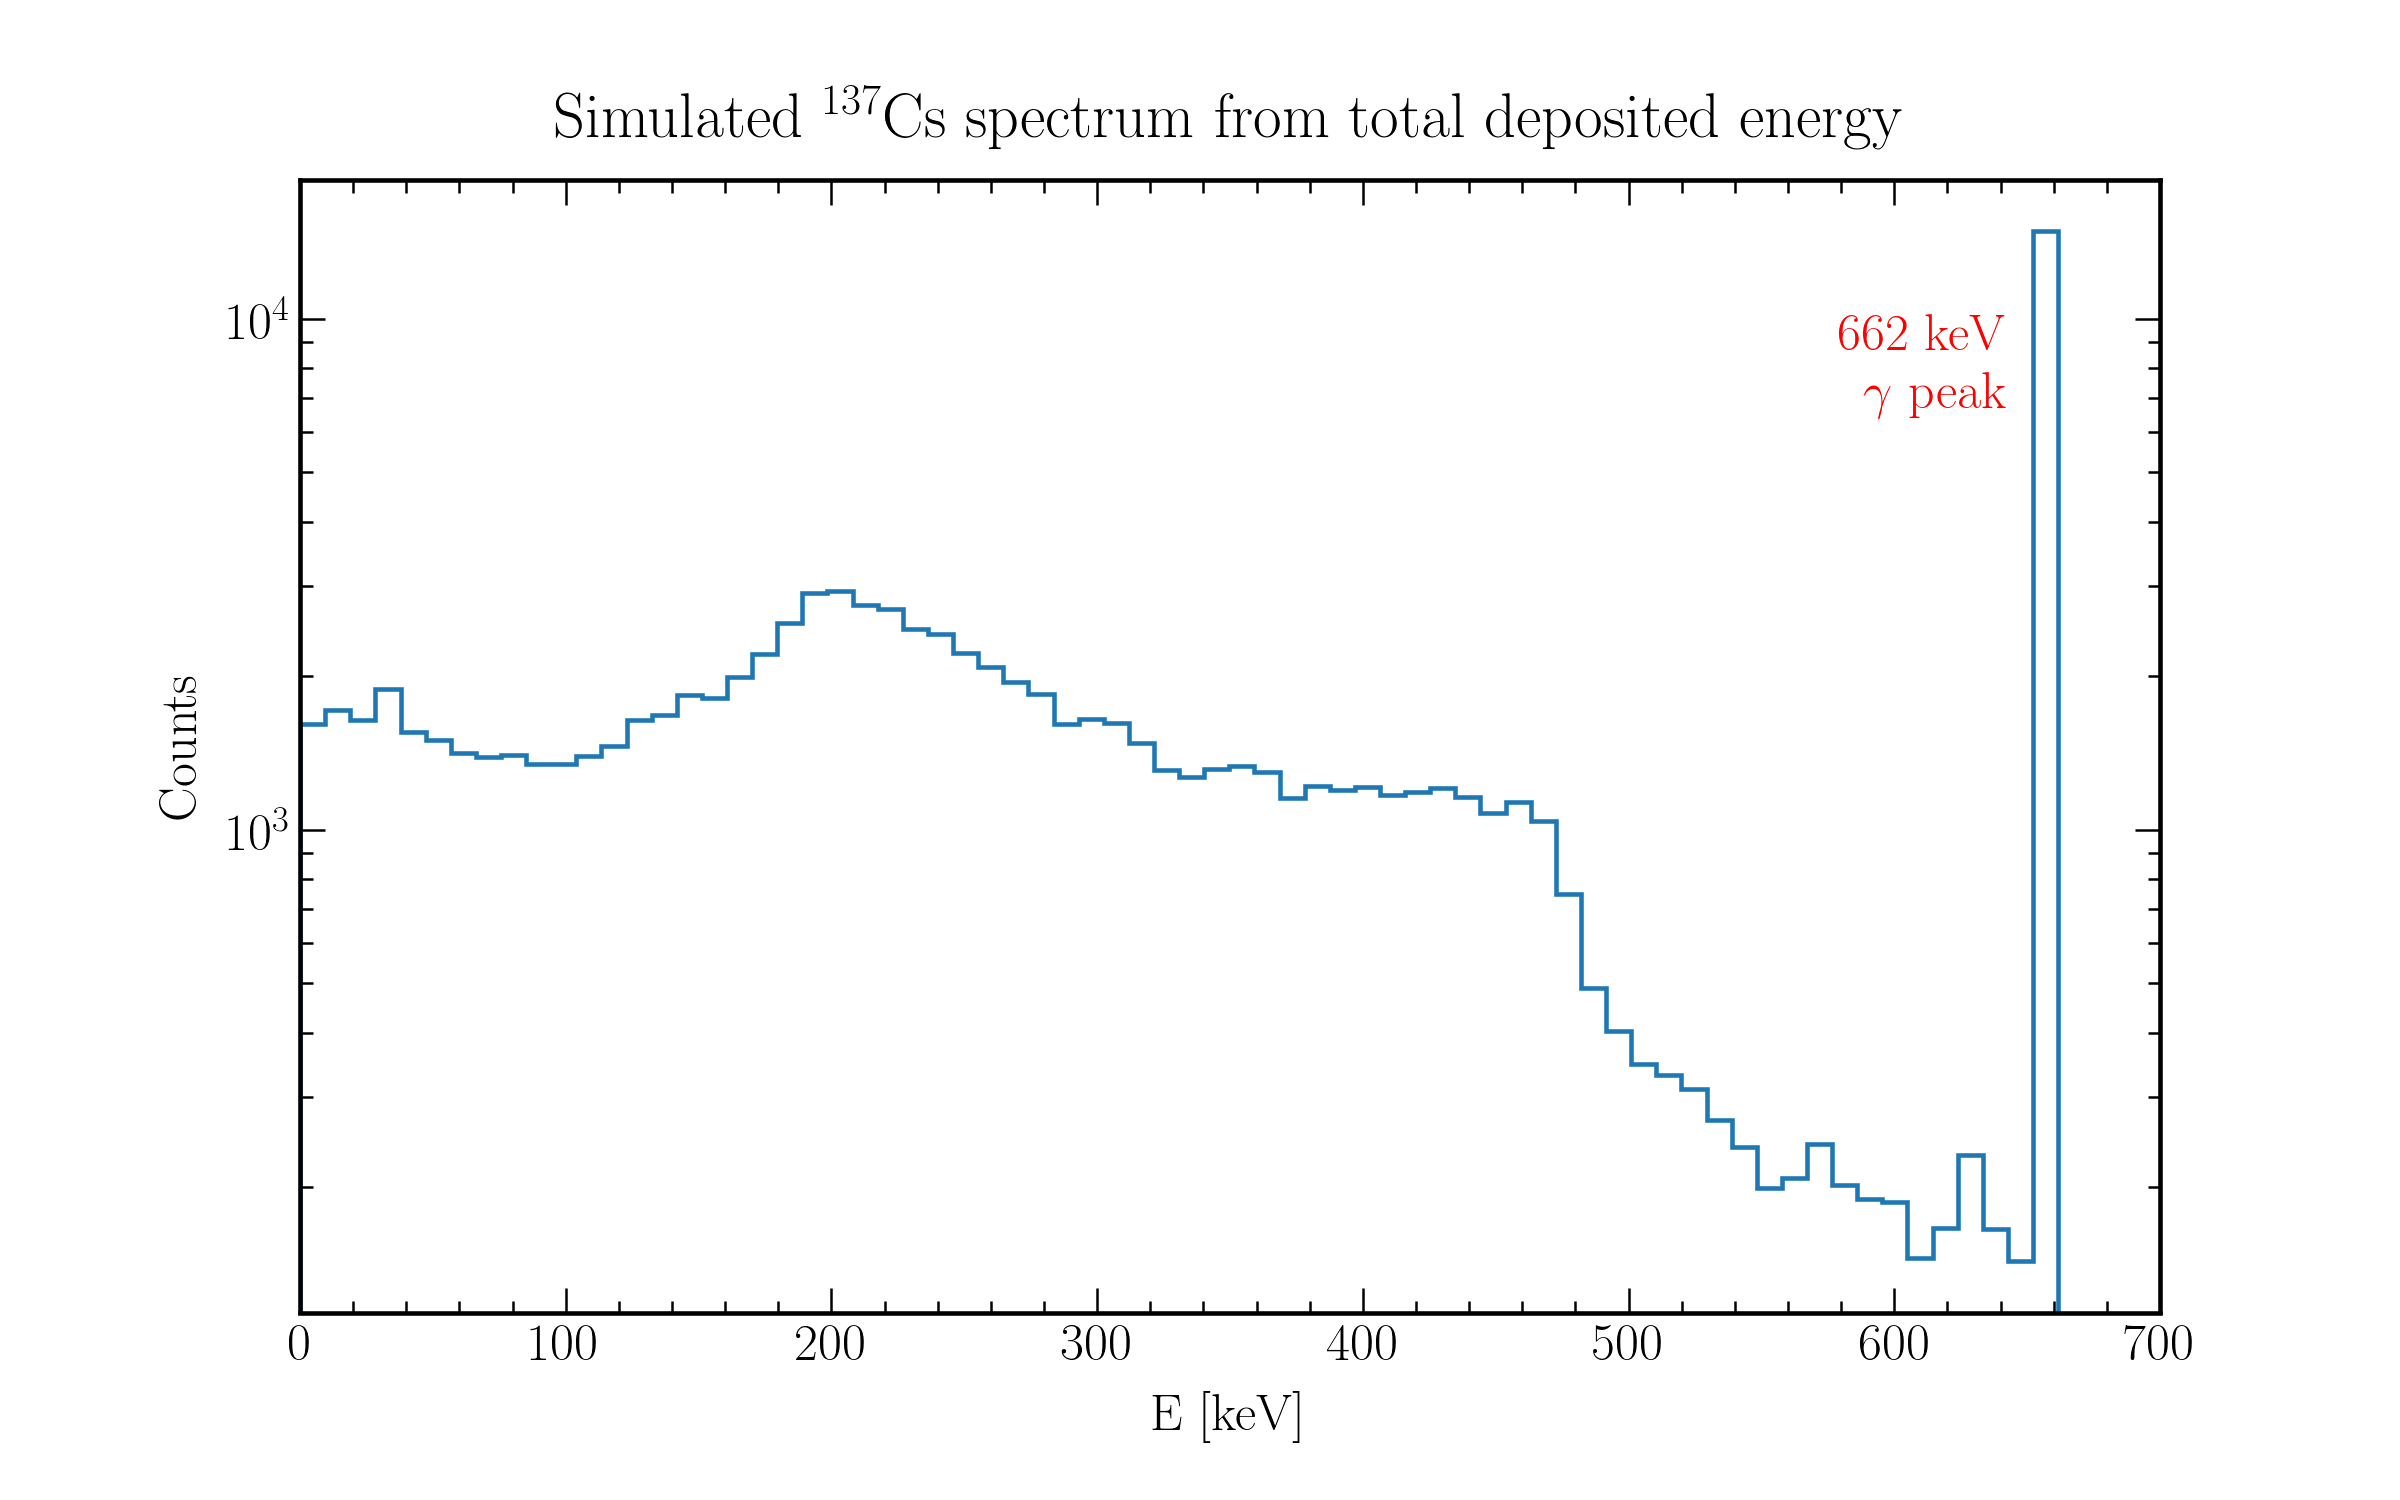 Simulated ¹³⁷Cs spectrum from total deposited energy
10⁴
662 keV
γ peak
Counts
10³
0 100 200 300 400 500 600 700
E [keV]